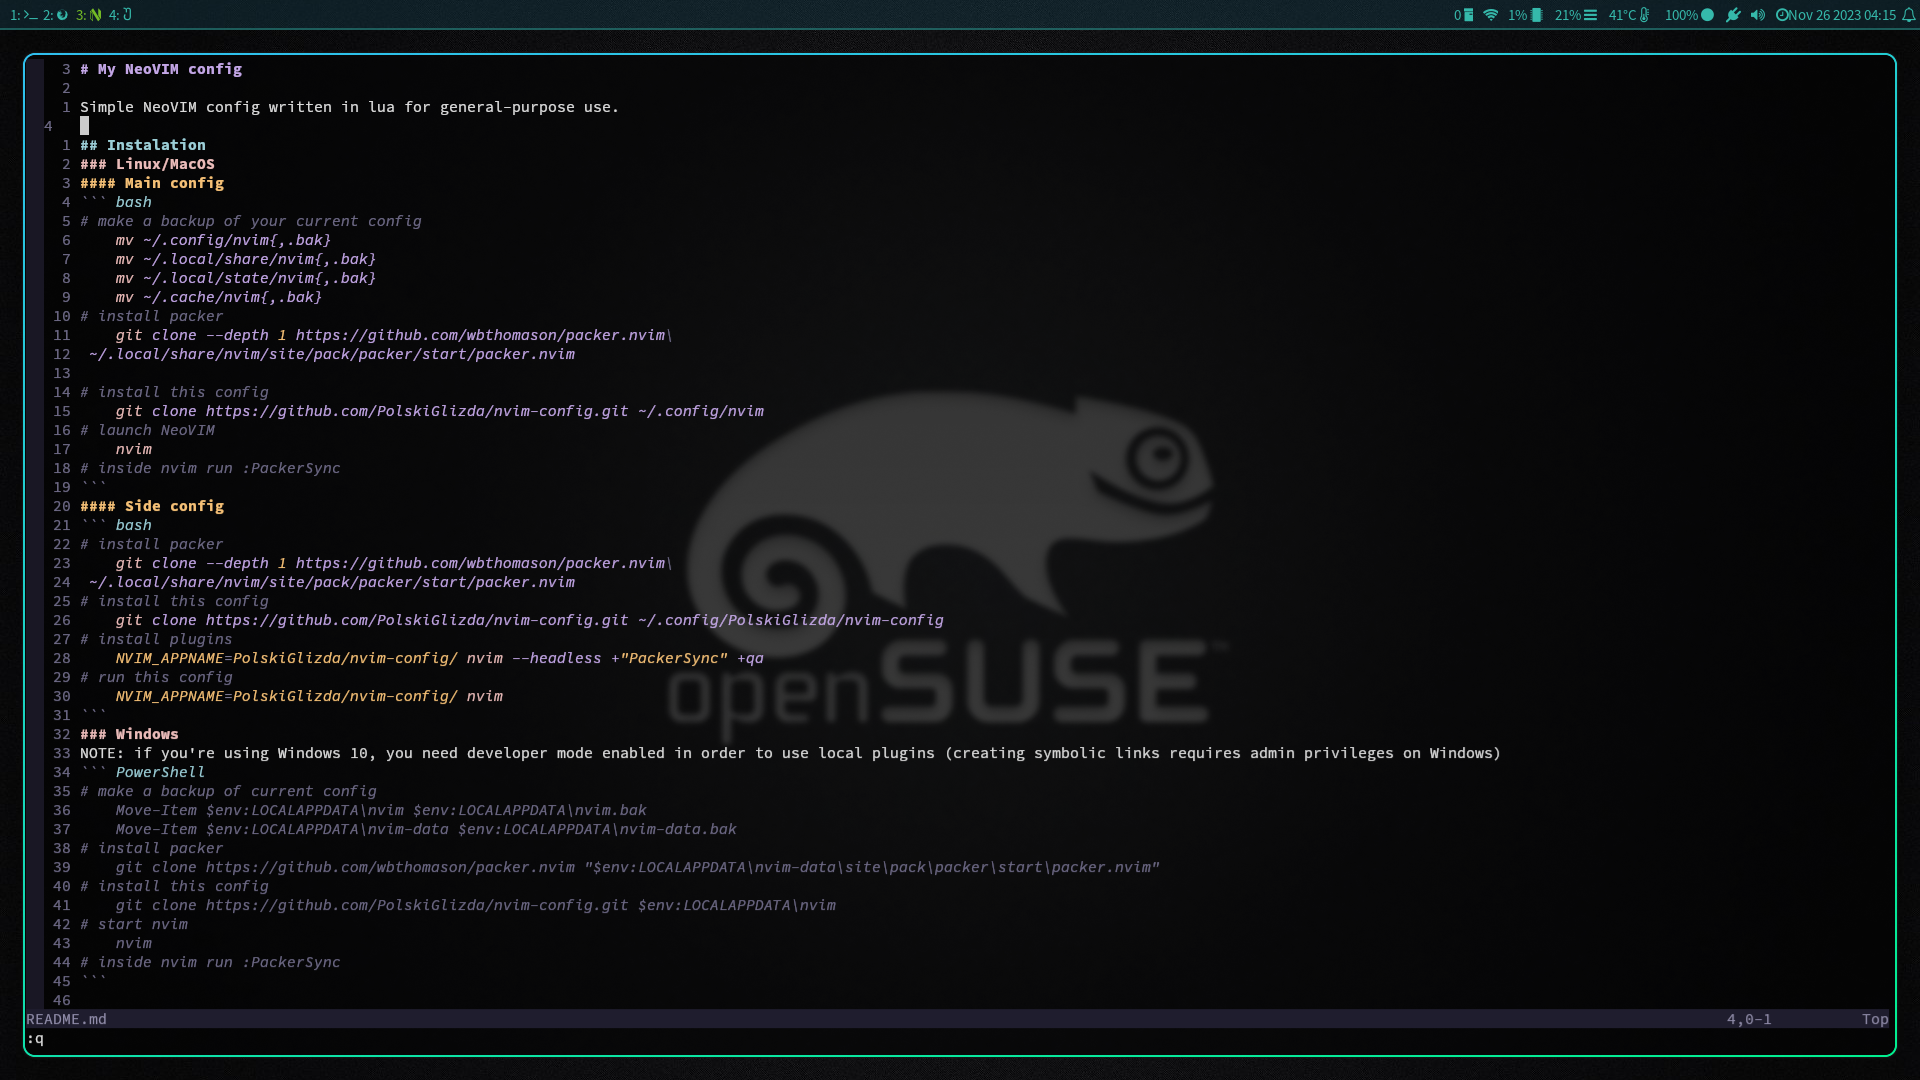 1: 2: 3: 4: 0 1% 21% 41°C 100% Nov 26 2023 04:15
3 # My NeoVIM config
2
1 Simple NeoVIM config written in lua for general-purpose use.
4
1 ## Instalation
2 ### Linux/MacOS
3 #### Main config
4 ``` bash
5 # make a backup of your current config
6     mv ~/.config/nvim{,.bak}
7     mv ~/.local/share/nvim{,.bak}
8     mv ~/.local/state/nvim{,.bak}
9     mv ~/.cache/nvim{,.bak}
10 # install packer
11     git clone --depth 1 https://github.com/wbthomason/packer.nvim\
12  ~/.local/share/nvim/site/pack/packer/start/packer.nvim
13
14 # install this config
15     git clone https://github.com/PolskiGlizda/nvim-config.git ~/.config/nvim
16 # launch NeoVIM
17     nvim
18 # inside nvim run :PackerSync
19 ```
20 #### Side config
21 ``` bash
22 # install packer
23     git clone --depth 1 https://github.com/wbthomason/packer.nvim\
24  ~/.local/share/nvim/site/pack/packer/start/packer.nvim
25 # install this config
26     git clone https://github.com/PolskiGlizda/nvim-config.git ~/.config/PolskiGlizda/nvim-config
27 # install plugins
28     NVIM_APPNAME=PolskiGlizda/nvim-config/ nvim --headless +"PackerSync" +qa
29 # run this config
30     NVIM_APPNAME=PolskiGlizda/nvim-config/ nvim
31 ```
32 ### Windows
33 NOTE: if you're using Windows 10, you need developer mode enabled in order to use local plugins (creating symbolic links requires admin privileges on Windows)
34 ``` PowerShell
35 # make a backup of current config
36     Move-Item $env:LOCALAPPDATA\nvim $env:LOCALAPPDATA\nvim.bak
37     Move-Item $env:LOCALAPPDATA\nvim-data $env:LOCALAPPDATA\nvim-data.bak
38 # install packer
39     git clone https://github.com/wbthomason/packer.nvim "$env:LOCALAPPDATA\nvim-data\site\pack\packer\start\packer.nvim"
40 # install this config
41     git clone https://github.com/PolskiGlizda/nvim-config.git $env:LOCALAPPDATA\nvim
42 # start nvim
43     nvim
44 # inside nvim run :PackerSync
45 ```
46
README.md 4,0-1 Top
:q
openSUSE™